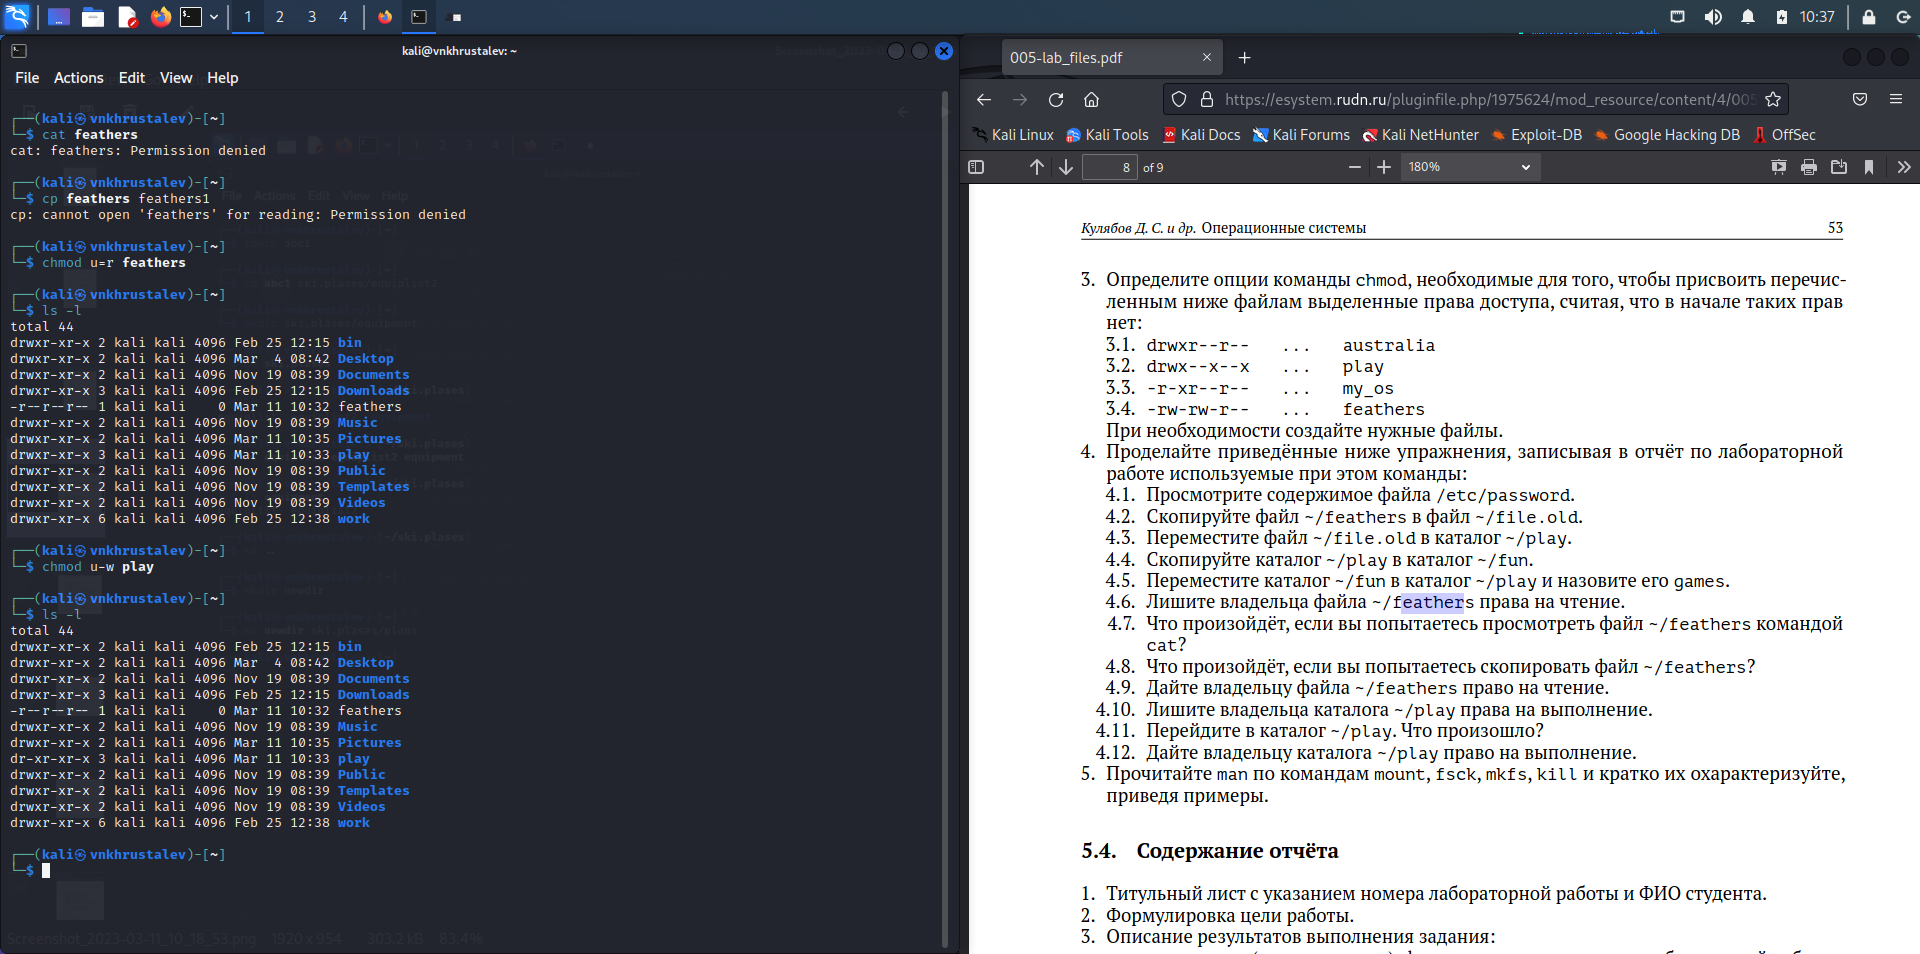 1 2 3 4
10:37
kali@vnkhrustalev: ~
File Actions Edit View Help
┌──(kali㉿vnkhrustalev)-[~]
└─$ cat feathers
cat: feathers: Permission denied
┌──(kali㉿vnkhrustalev)-[~]
└─$ cp feathers feathers1
cp: cannot open 'feathers' for reading: Permission denied
┌──(kali㉿vnkhrustalev)-[~]
└─$ chmod u=r feathers
┌──(kali㉿vnkhrustalev)-[~]
└─$ ls -l
total 44
drwxr-xr-x 2 kali kali 4096 Feb 25 12:15 bin
drwxr-xr-x 2 kali kali 4096 Mar  4 08:42 Desktop
drwxr-xr-x 2 kali kali 4096 Nov 19 08:39 Documents
drwxr-xr-x 3 kali kali 4096 Feb 25 12:15 Downloads
-r--r--r-- 1 kali kali    0 Mar 11 10:32 feathers
drwxr-xr-x 2 kali kali 4096 Nov 19 08:39 Music
drwxr-xr-x 2 kali kali 4096 Mar 11 10:35 Pictures
drwxr-xr-x 3 kali kali 4096 Mar 11 10:33 play
drwxr-xr-x 2 kali kali 4096 Nov 19 08:39 Public
drwxr-xr-x 2 kali kali 4096 Nov 19 08:39 Templates
drwxr-xr-x 2 kali kali 4096 Nov 19 08:39 Videos
drwxr-xr-x 6 kali kali 4096 Feb 25 12:38 work
┌──(kali㉿vnkhrustalev)-[~]
└─$ chmod u-w play
┌──(kali㉿vnkhrustalev)-[~]
└─$ ls -l
total 44
drwxr-xr-x 2 kali kali 4096 Feb 25 12:15 bin
drwxr-xr-x 2 kali kali 4096 Mar  4 08:42 Desktop
drwxr-xr-x 2 kali kali 4096 Nov 19 08:39 Documents
drwxr-xr-x 3 kali kali 4096 Feb 25 12:15 Downloads
-r--r--r-- 1 kali kali    0 Mar 11 10:32 feathers
drwxr-xr-x 2 kali kali 4096 Nov 19 08:39 Music
drwxr-xr-x 2 kali kali 4096 Mar 11 10:35 Pictures
dr-xr-xr-x 3 kali kali 4096 Mar 11 10:33 play
drwxr-xr-x 2 kali kali 4096 Nov 19 08:39 Public
drwxr-xr-x 2 kali kali 4096 Nov 19 08:39 Templates
drwxr-xr-x 2 kali kali 4096 Nov 19 08:39 Videos
drwxr-xr-x 6 kali kali 4096 Feb 25 12:38 work
┌──(kali㉿vnkhrustalev)-[~]
└─$
Screenshot_2023-03-11_10_18_53.png 1920 x 954 303.2 kB 83.4%
005-lab_files.pdf
https://esystem.rudn.ru/pluginfile.php/1975624/mod_resource/content/4/005
Kali Linux Kali Tools Kali Docs Kali Forums Kali NetHunter Exploit-DB Google Hacking DB OffSec
8 of 9 180%
Кулябов Д. С. и др. Операционные системы 53
3. Определите опции команды chmod, необходимые для того, чтобы присвоить перечис-
ленным ниже файлам выделенные права доступа, считая, что в начале таких прав
нет:
3.1. drwxr--r-- ... australia
3.2. drwx--x--x ... play
3.3. -r-xr--r-- ... my_os
3.4. -rw-rw-r-- ... feathers
При необходимости создайте нужные файлы.
4. Проделайте приведённые ниже упражнения, записывая в отчёт по лабораторной
работе используемые при этом команды:
4.1. Просмотрите содержимое файла /etc/password.
4.2. Скопируйте файл ~/feathers в файл ~/file.old.
4.3. Переместите файл ~/file.old в каталог ~/play.
4.4. Скопируйте каталог ~/play в каталог ~/fun.
4.5. Переместите каталог ~/fun в каталог ~/play и назовите его games.
4.6. Лишите владельца файла ~/feathers права на чтение.
4.7. Что произойдёт, если вы попытаетесь просмотреть файл ~/feathers командой
cat?
4.8. Что произойдёт, если вы попытаетесь скопировать файл ~/feathers?
4.9. Дайте владельцу файла ~/feathers право на чтение.
4.10. Лишите владельца каталога ~/play права на выполнение.
4.11. Перейдите в каталог ~/play. Что произошло?
4.12. Дайте владельцу каталога ~/play право на выполнение.
5. Прочитайте man по командам mount, fsck, mkfs, kill и кратко их охарактеризуйте,
приведя примеры.
5.4. Содержание отчёта
1. Титульный лист с указанием номера лабораторной работы и ФИО студента.
2. Формулировка цели работы.
3. Описание результатов выполнения задания: